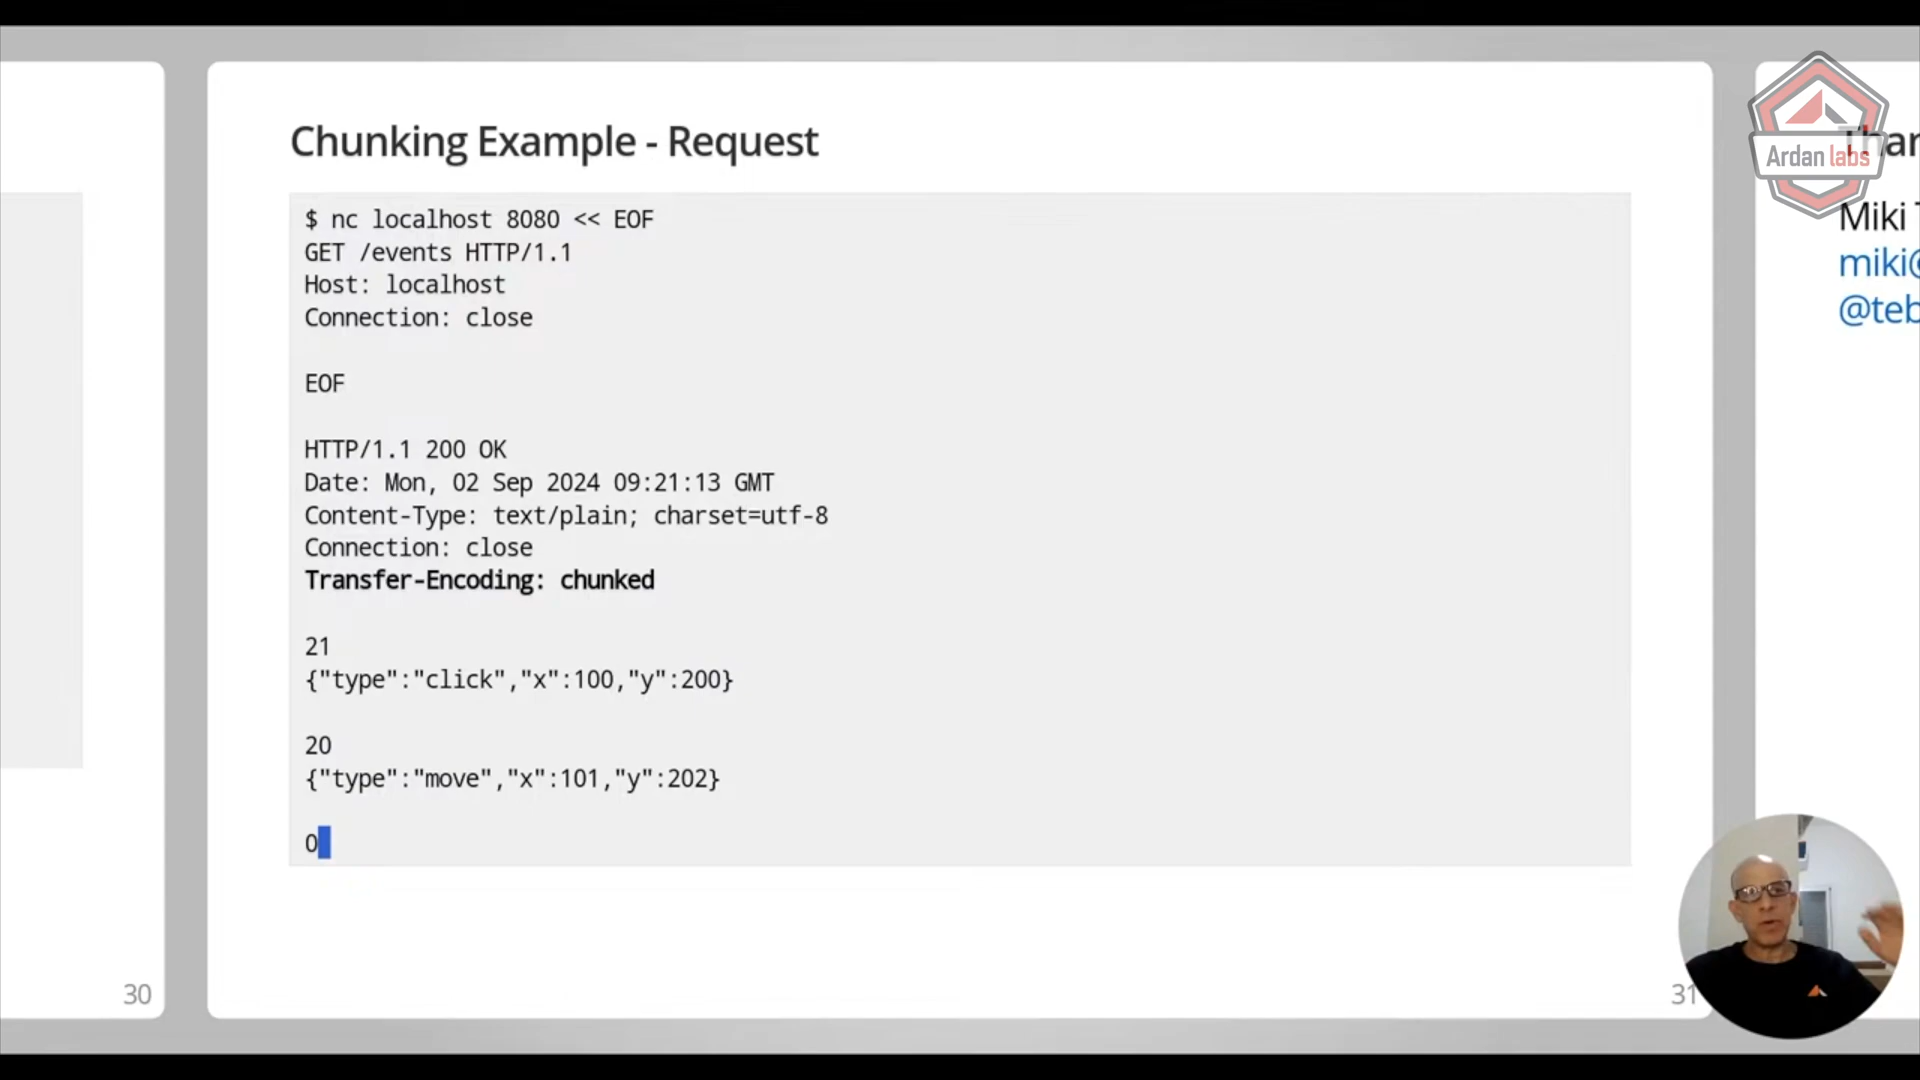 Chunking Example - Request
$ nc localhost 8080 << EOF
GET /events HTTP/1.1
Host: localhost
Connection: close
EOF
HTTP/1.1 200 OK
Date: Mon, 02 Sep 2024 09:21:13 GMT
Content-Type: text/plain; charset=utf-8
Connection: close
Transfer-Encoding: chunked
21
{"type":"click","x":100,"y":200}
20
{"type":"move","x":101,"y":202}
0
30
31
Ardan labs
Miki
miki@
@teb